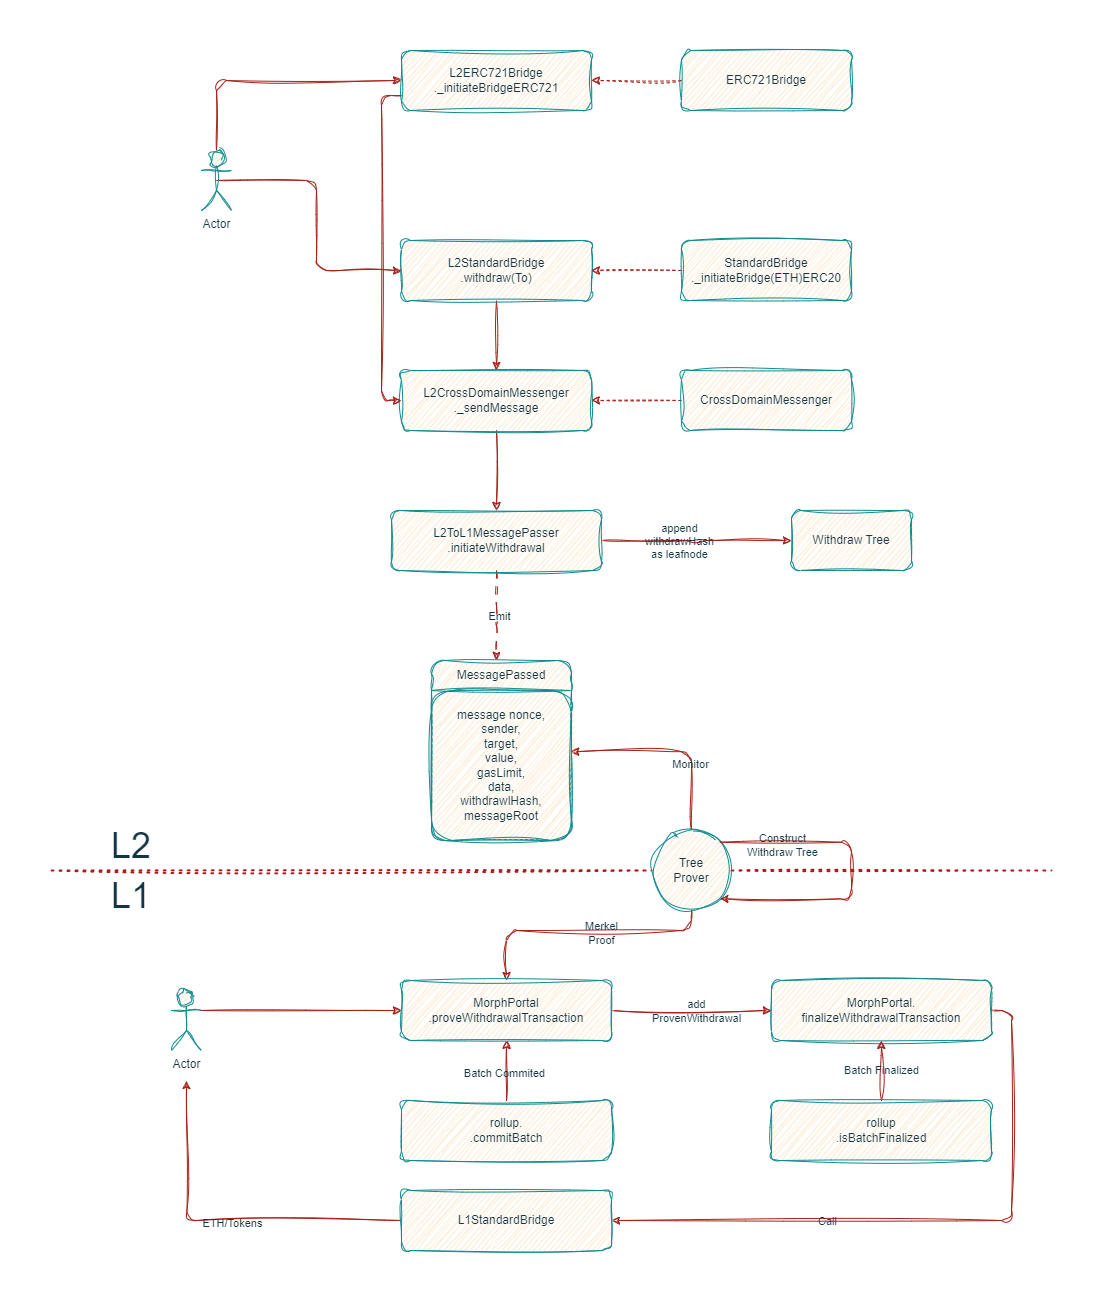 L2ERC721Bridge
._initiateBridgeERC721
ERC721Bridge
Actor
L2StandardBridge
.withdraw(To)
StandardBridge
._initiateBridge(ETH)ERC20
L2CrossDomainMessenger
._sendMessage
CrossDomainMessenger
L2ToL1MessagePasser
.initiateWithdrawal
append
withdrawHash
as leafnode
Withdraw Tree
Emit
MessagePassed
message nonce,
sender,
target,
value,
gasLimit,
data,
withdrawlHash,
messageRoot
Monitor
L2
L1
Tree
Prover
Construct
Withdraw Tree
Merkel
Proof
Actor
MorphPortal
.proveWithdrawalTransaction
add
ProvenWithdrawal
MorphPortal.
finalizeWithdrawalTransaction
Batch Commited
Batch Finalized
rollup.
.commitBatch
rollup
.isBatchFinalized
ETH/Tokens
L1StandardBridge
Call